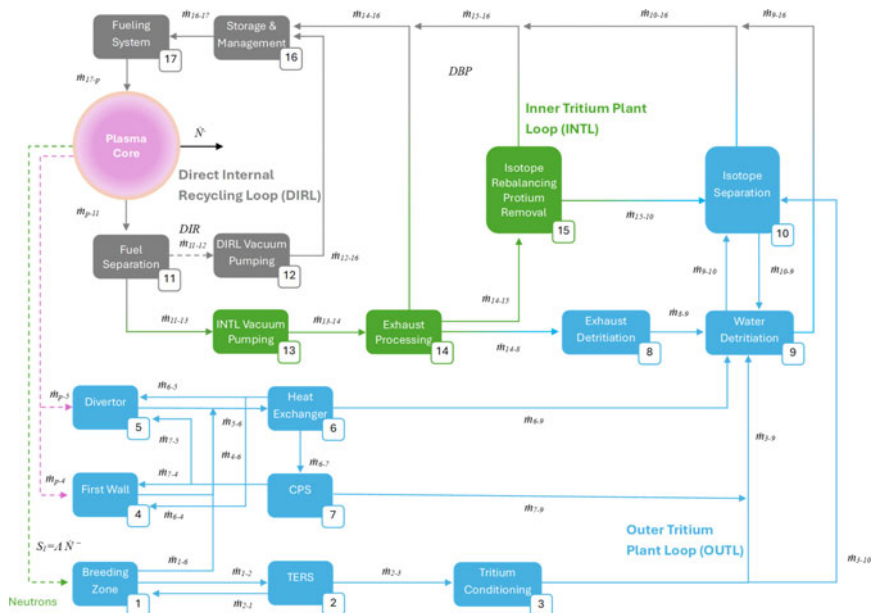 ṁ16-17
ṁ14-16
ṁ15-16
ṁ10-16
ṁ9-16
Fueling
System
17
Storage &
Management
16
ṁ17-p
DBP
Plasma
Core
Ṅ-
Inner Tritium Plant
Loop (INTL)
Direct Internal
Recycling Loop (DIRL)
Isotope
Rebalancing
Protium
Removal
15
Isotope
Separation
10
ṁp-11
DIR
ṁ11-12
ṁ15-10
Fuel
Separation
11
DIRL Vacuum
Pumping
12
ṁ12-16
ṁ9-10
ṁ10-9
ṁ14-15
ṁ11-13
ṁ13-14
INTL Vacuum
Pumping
13
Exhaust
Processing
14
ṁ14-8
Exhaust
Detritiation
8
ṁ8-9
Water
Detritiation
9
ṁp-5
ṁ6-5
Divertor
5
ṁ5-6
Heat
Exchanger
6
ṁ6-9
ṁ3-9
ṁ7-5
ṁ4-6
ṁ6-7
ṁp-4
ṁ7-4
First Wall
4
ṁ6-4
CPS
7
ṁ7-9
Outer Tritium
Plant Loop (OUTL)
S1=Λ Ṅ-
ṁ1-6
ṁ3-10
Breeding
Zone
1
ṁ1-2
TERS
2
ṁ2-3
Tritium
Conditioning
3
Neutrons
ṁ2-1